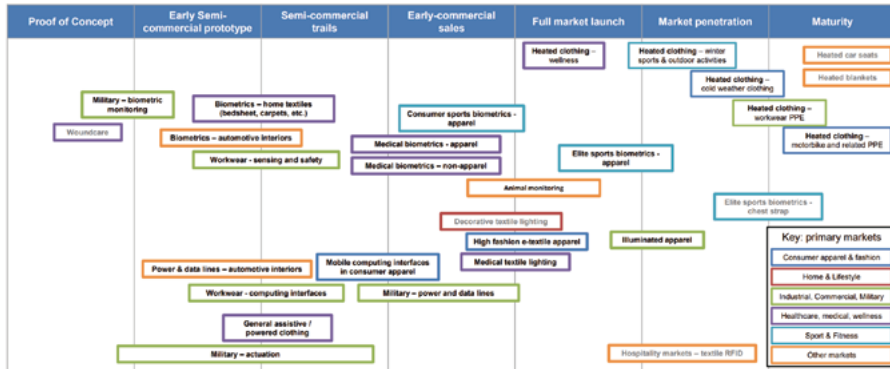 Proof of Concept
Early Semi-
commercial prototype
Semi-commercial
trails
Early-commercial
sales
Full market launch
Market penetration
Maturity
Heated clothing –
wellness
Heated clothing – winter
sports & outdoor activities
Heated car seats
Heated clothing –
cold weather clothing
Heated blankets
Military – biometric
monitoring
Biometrics – home textiles
(bedsheet, carpets, etc.)
Consumer sports biometrics -
apparel
Heated clothing –
workwear PPE
Woundcare
Biometrics – automotive interiors
Medical biometrics - apparel
Heated clothing –
motorbike and related PPE
Workwear - sensing and safety
Medical biometrics – non-apparel
Elite sports biometrics -
apparel
Animal monitoring
Elite sports biometrics -
chest strap
Decorative textile lighting
High fashion e-textile apparel
Illuminated apparel
Key: primary markets
Consumer apparel & fashion
Home & Lifestyle
Industrial, Commercial, Military
Healthcare, medical, wellness
Sport & Fitness
Other markets
Power & data lines – automotive interiors
Mobile computing interfaces
in consumer apparel
Medical textile lighting
Workwear - computing interfaces
Military – power and data lines
General assistive /
powered clothing
Military – actuation
Hospitality markets – textile RFID